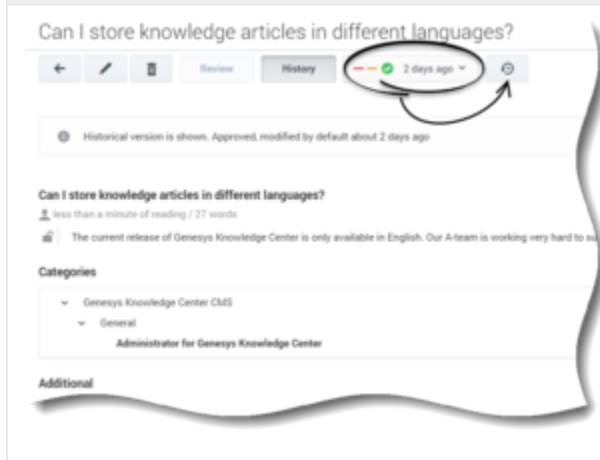 Can I store knowledge articles in different languages?
Review History 2 days ago
Historical version is shown. Approved, modified by default about 2 days ago
Can I store knowledge articles in different languages?
less than a minute of reading / 27 words
The current release of Genesys Knowledge Center is only available in English. Our A-team is working very hard to su
Categories
Genesys Knowledge Center CMS
General
Administrator for Genesys Knowledge Center
Additional